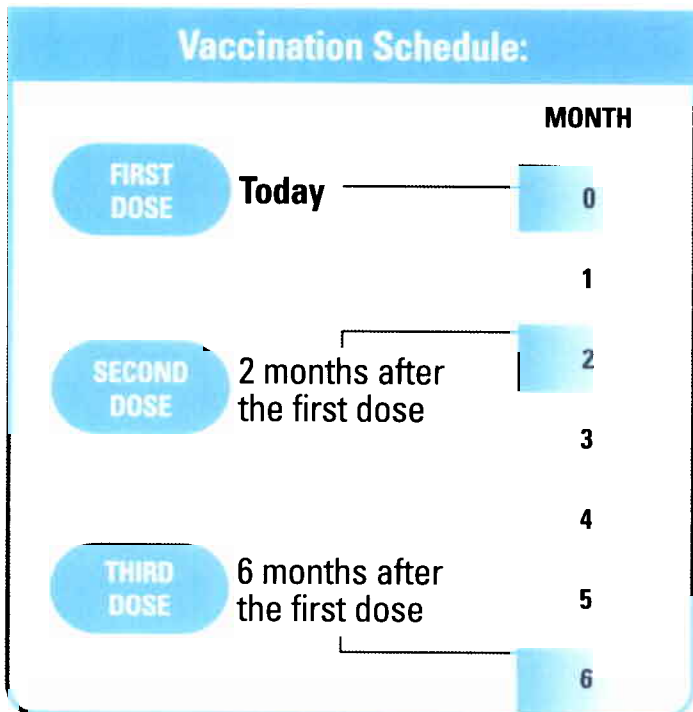 Vaccination Schedule:
MONTH
FIRST
DOSE
Today
0
1
SECOND
DOSE
2 months after
the first dose
2
3
4
THIRD
DOSE
6 months after
the first dose
5
6